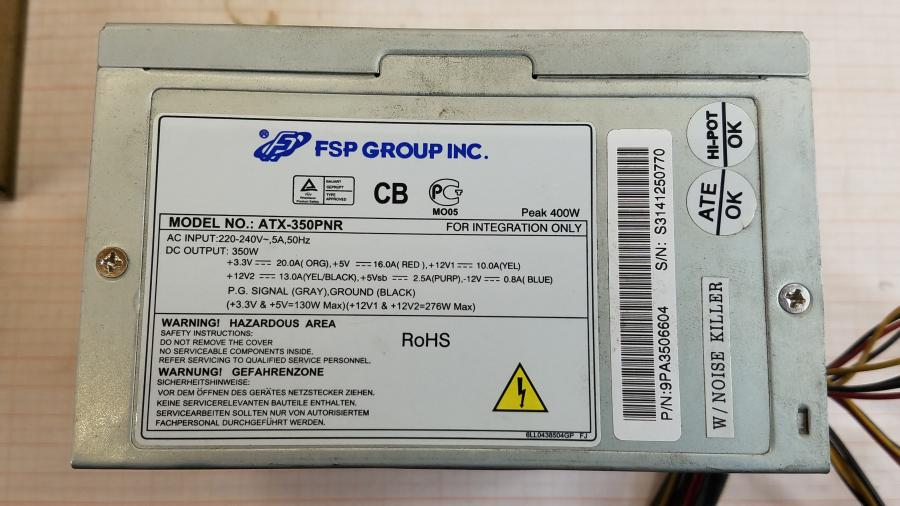 ® FSP GROUP INC.
BAUART
GEPRÜFT
TYPE
APPROVED
CB
MO05
Peak 400W
MODEL NO.: ATX-350PNR
FOR INTEGRATION ONLY
AC INPUT:220-240V~,5A,50Hz
DC OUTPUT: 350W
+3.3V ⎓ 20.0A( ORG), +5V ⎓ 16.0A( RED ), +12V1 ⎓ 10.0A(YEL)
+12V2 ⎓ 13.0A(YEL/BLACK), +5Vsb ⎓ 2.5A(PURP),-12V ⎓ 0.8A( BLUE)
P.G. SIGNAL (GRAY),GROUND (BLACK)
(+3.3V & +5V=130W Max)(+12V1 & +12V2=276W Max)
WARNING! HAZARDOUS AREA
SAFETY INSTRUCTIONS:
DO NOT REMOVE THE COVER
NO SERVICEABLE COMPONENTS INSIDE.
REFER SERVICING TO QUALIFIED SERVICE PERSONNEL.
WARNUNG! GEFAHRENZONE
SICHERHEITSHINWEISE:
VOR DEM ÖFFNEN DES GERÄTES NETZSTECKER ZIEHEN.
KEINE SERVICERELEVANTEN BAUTEILE ENTHALTEN.
SERVICEARBEITEN SOLLTEN NUR VON AUTORISIERTEM
FACHPERSONAL DURCHGEFÜHRT WERDEN.
RoHS
6LL0438504GP FJ
P/N:9PA3506604 S/N: S3141250770
HI-POT
OK
ATE
OK
W/NOISE KILLER